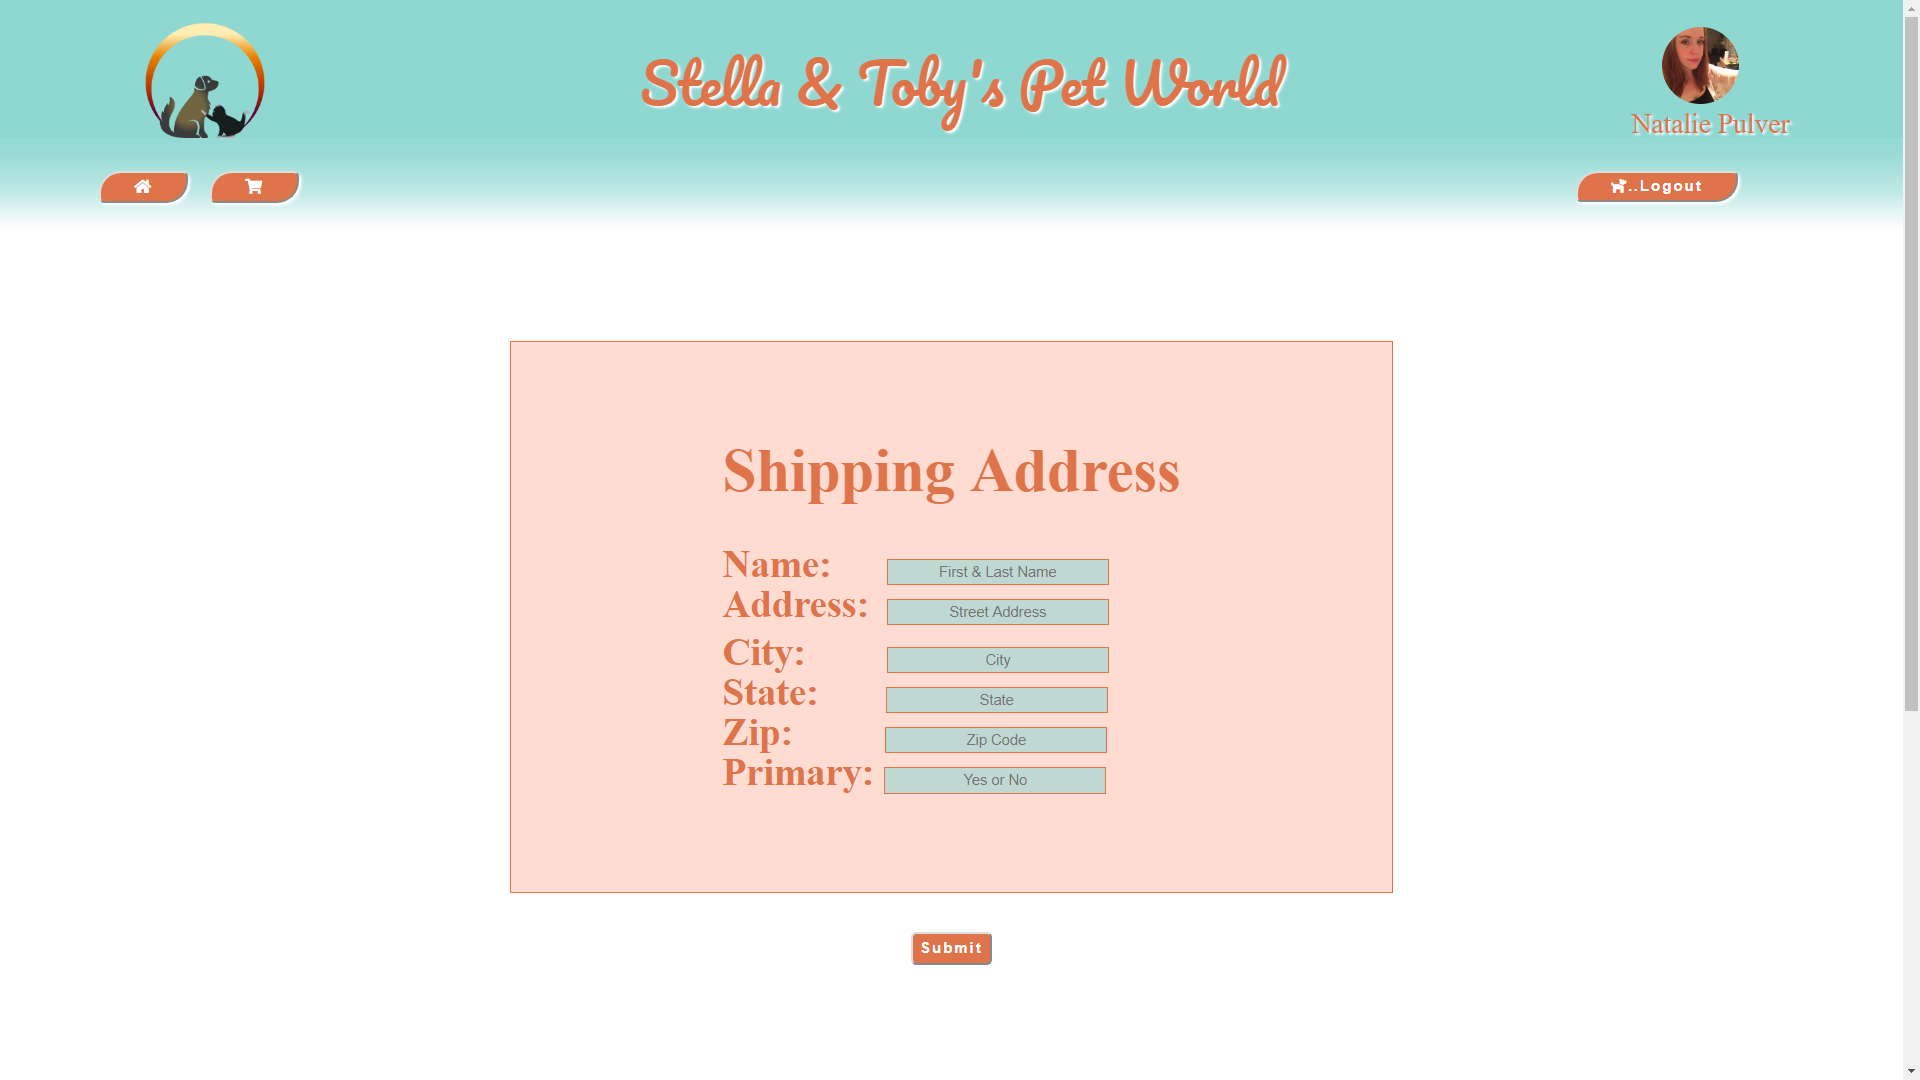 Stella & Toby's Pet World
Natalie Pulver
..Logout
Shipping Address
Name: First & Last Name
Address: Street Address
City: City
State: State
Zip: Zip Code
Primary: Yes or No
Submit